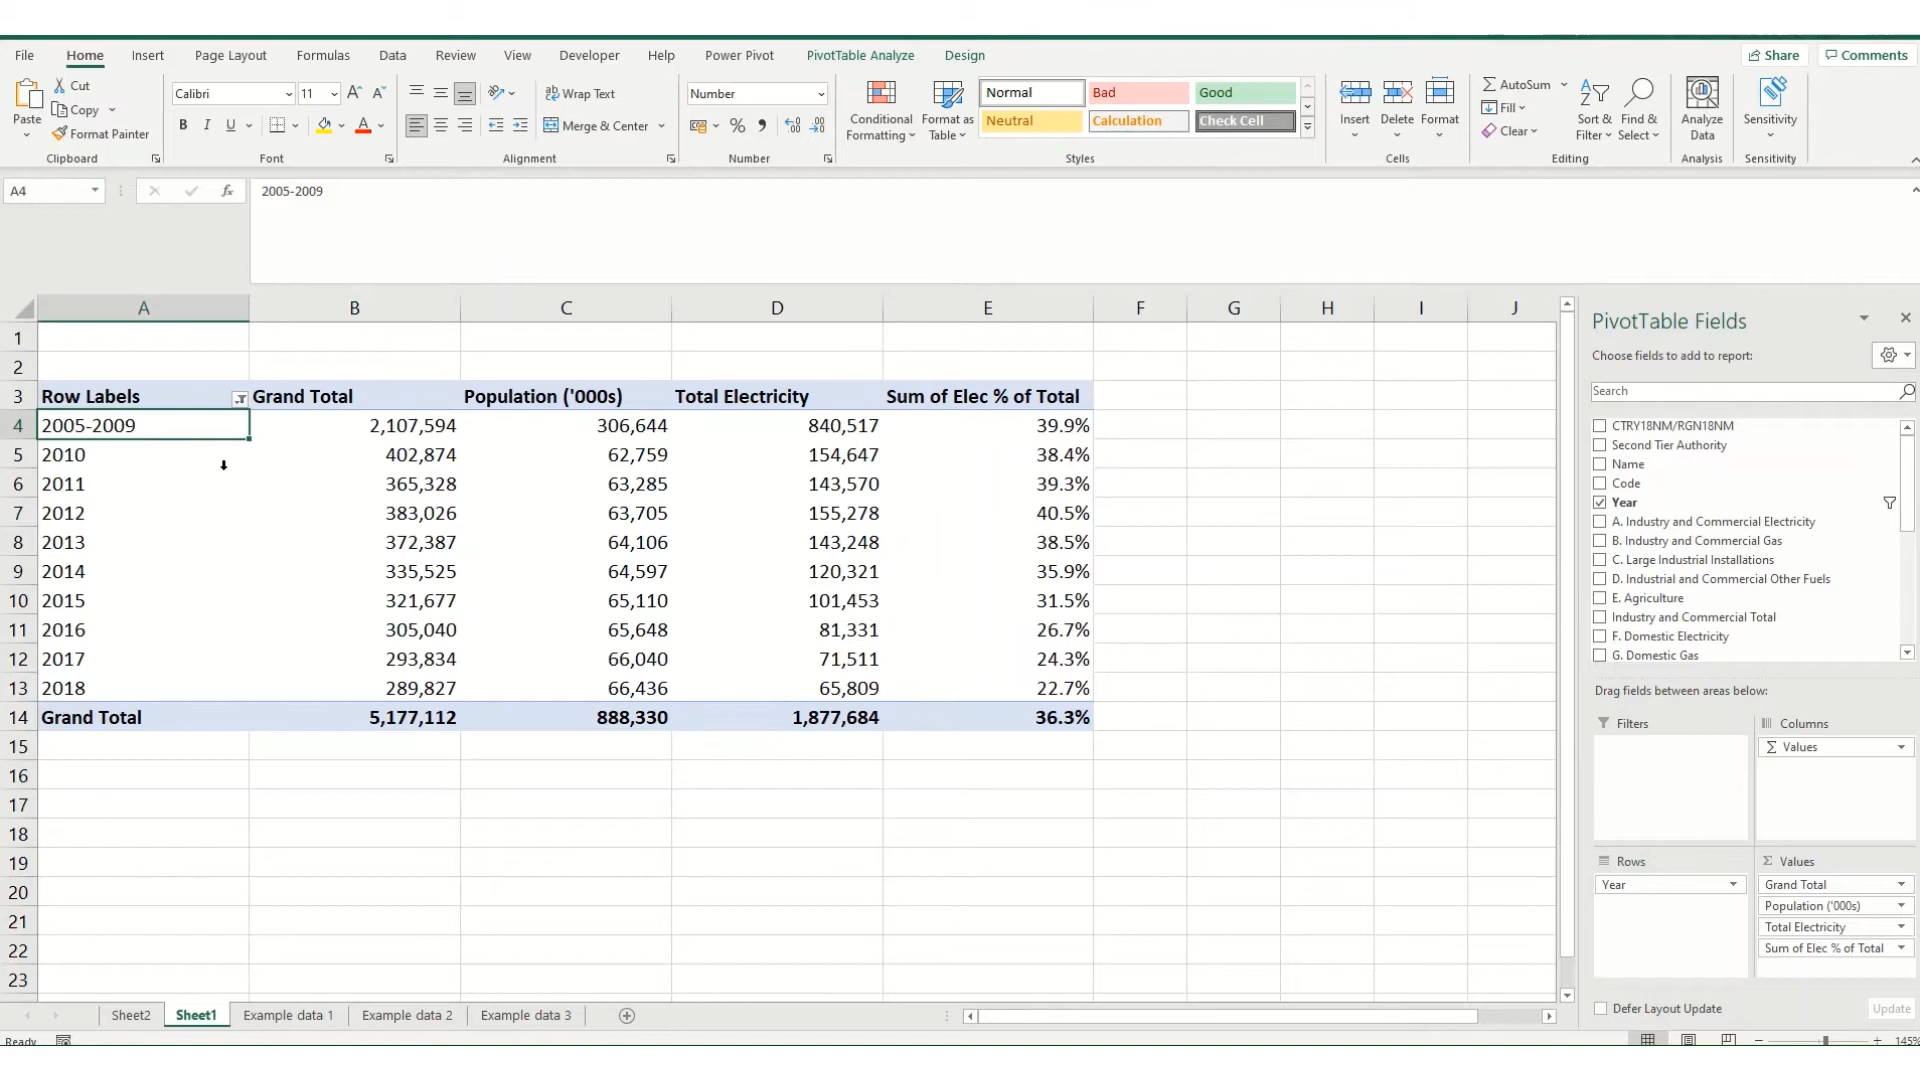 File Home Insert Page Layout Formulas Data Review View Developer Help Power Pivot PivotTable Analyze Design Share Comments
Paste Cut Copy Format Painter Clipboard
Calibri 11 B I U A A A Font
Wrap Text Merge & Center Alignment
Number % Number
Conditional Formatting Format as Table Normal Bad Good Neutral Calculation Check Cell Styles
Insert Delete Format Cells
AutoSum Fill Clear Sort & Filter Find & Select Editing
Analyze Data Analysis
Sensitivity Sensitivity
A4 fx 2005-2009
A B C D E F G H I J
1
2
3 Row Labels Grand Total Population ('000s) Total Electricity Sum of Elec % of Total
4 2005-2009 2,107,594 306,644 840,517 39.9%
5 2010 402,874 62,759 154,647 38.4%
6 2011 365,328 63,285 143,570 39.3%
7 2012 383,026 63,705 155,278 40.5%
8 2013 372,387 64,106 143,248 38.5%
9 2014 335,525 64,597 120,321 35.9%
10 2015 321,677 65,110 101,453 31.5%
11 2016 305,040 65,648 81,331 26.7%
12 2017 293,834 66,040 71,511 24.3%
13 2018 289,827 66,436 65,809 22.7%
14 Grand Total 5,177,112 888,330 1,877,684 36.3%
15
16
17
18
19
20
21
22
23
PivotTable Fields
Choose fields to add to report:
Search
CTRY18NM/RGN18NM
Second Tier Authority
Name
Code
Year
A. Industry and Commercial Electricity
B. Industry and Commercial Gas
C. Large Industrial Installations
D. Industrial and Commercial Other Fuels
E. Agriculture
Industry and Commercial Total
F. Domestic Electricity
G. Domestic Gas
Drag fields between areas below:
Filters Columns
Σ Values
Rows Σ Values
Year Grand Total
Population ('000s)
Total Electricity
Sum of Elec % of Total
Defer Layout Update Update
Sheet2 Sheet1 Example data 1 Example data 2 Example data 3
Ready 145%